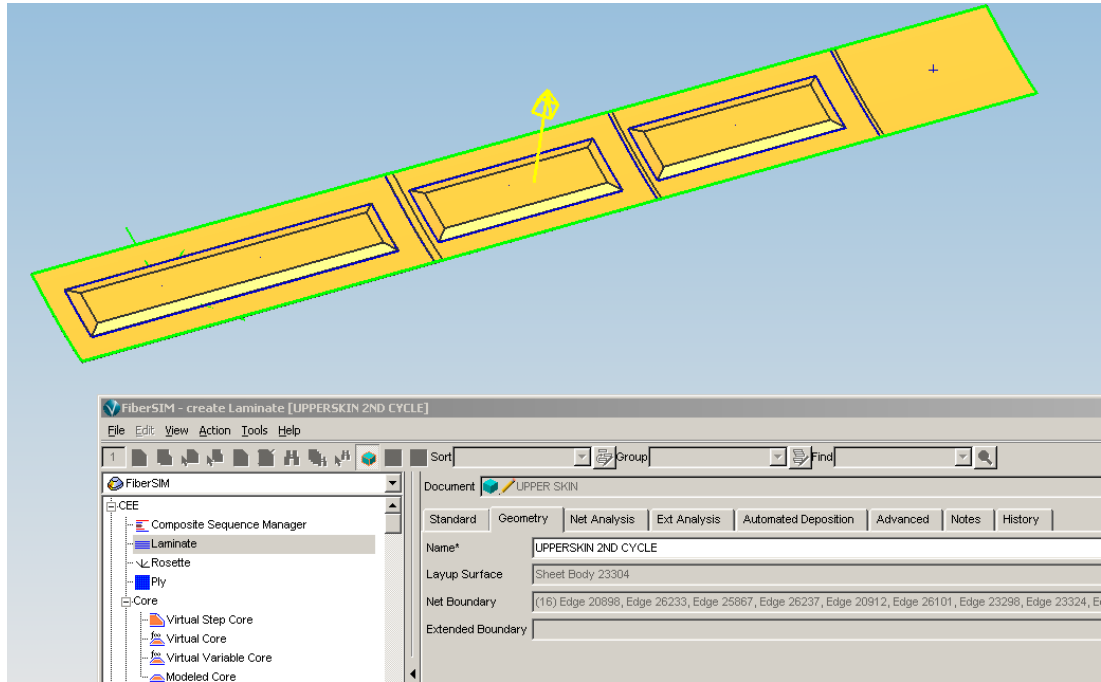 FiberSIM - create Laminate [UPPERSKIN 2ND CYCLE]
File Edit View Action Tools Help
1 Sort Group Find
FiberSIM
Document UPPER SKIN
CEE
Composite Sequence Manager
Laminate
Rosette
Ply
Core
Virtual Step Core
Virtual Core
Virtual Variable Core
Modeled Core
Standard Geometry Net Analysis Ext Analysis Automated Deposition Advanced Notes History
Name* UPPERSKIN 2ND CYCLE
Layup Surface Sheet Body 23304
Net Boundary (16) Edge 20898, Edge 26233, Edge 25867, Edge 26237, Edge 20912, Edge 26101, Edge 23298, Edge 23324, E
Extended Boundary